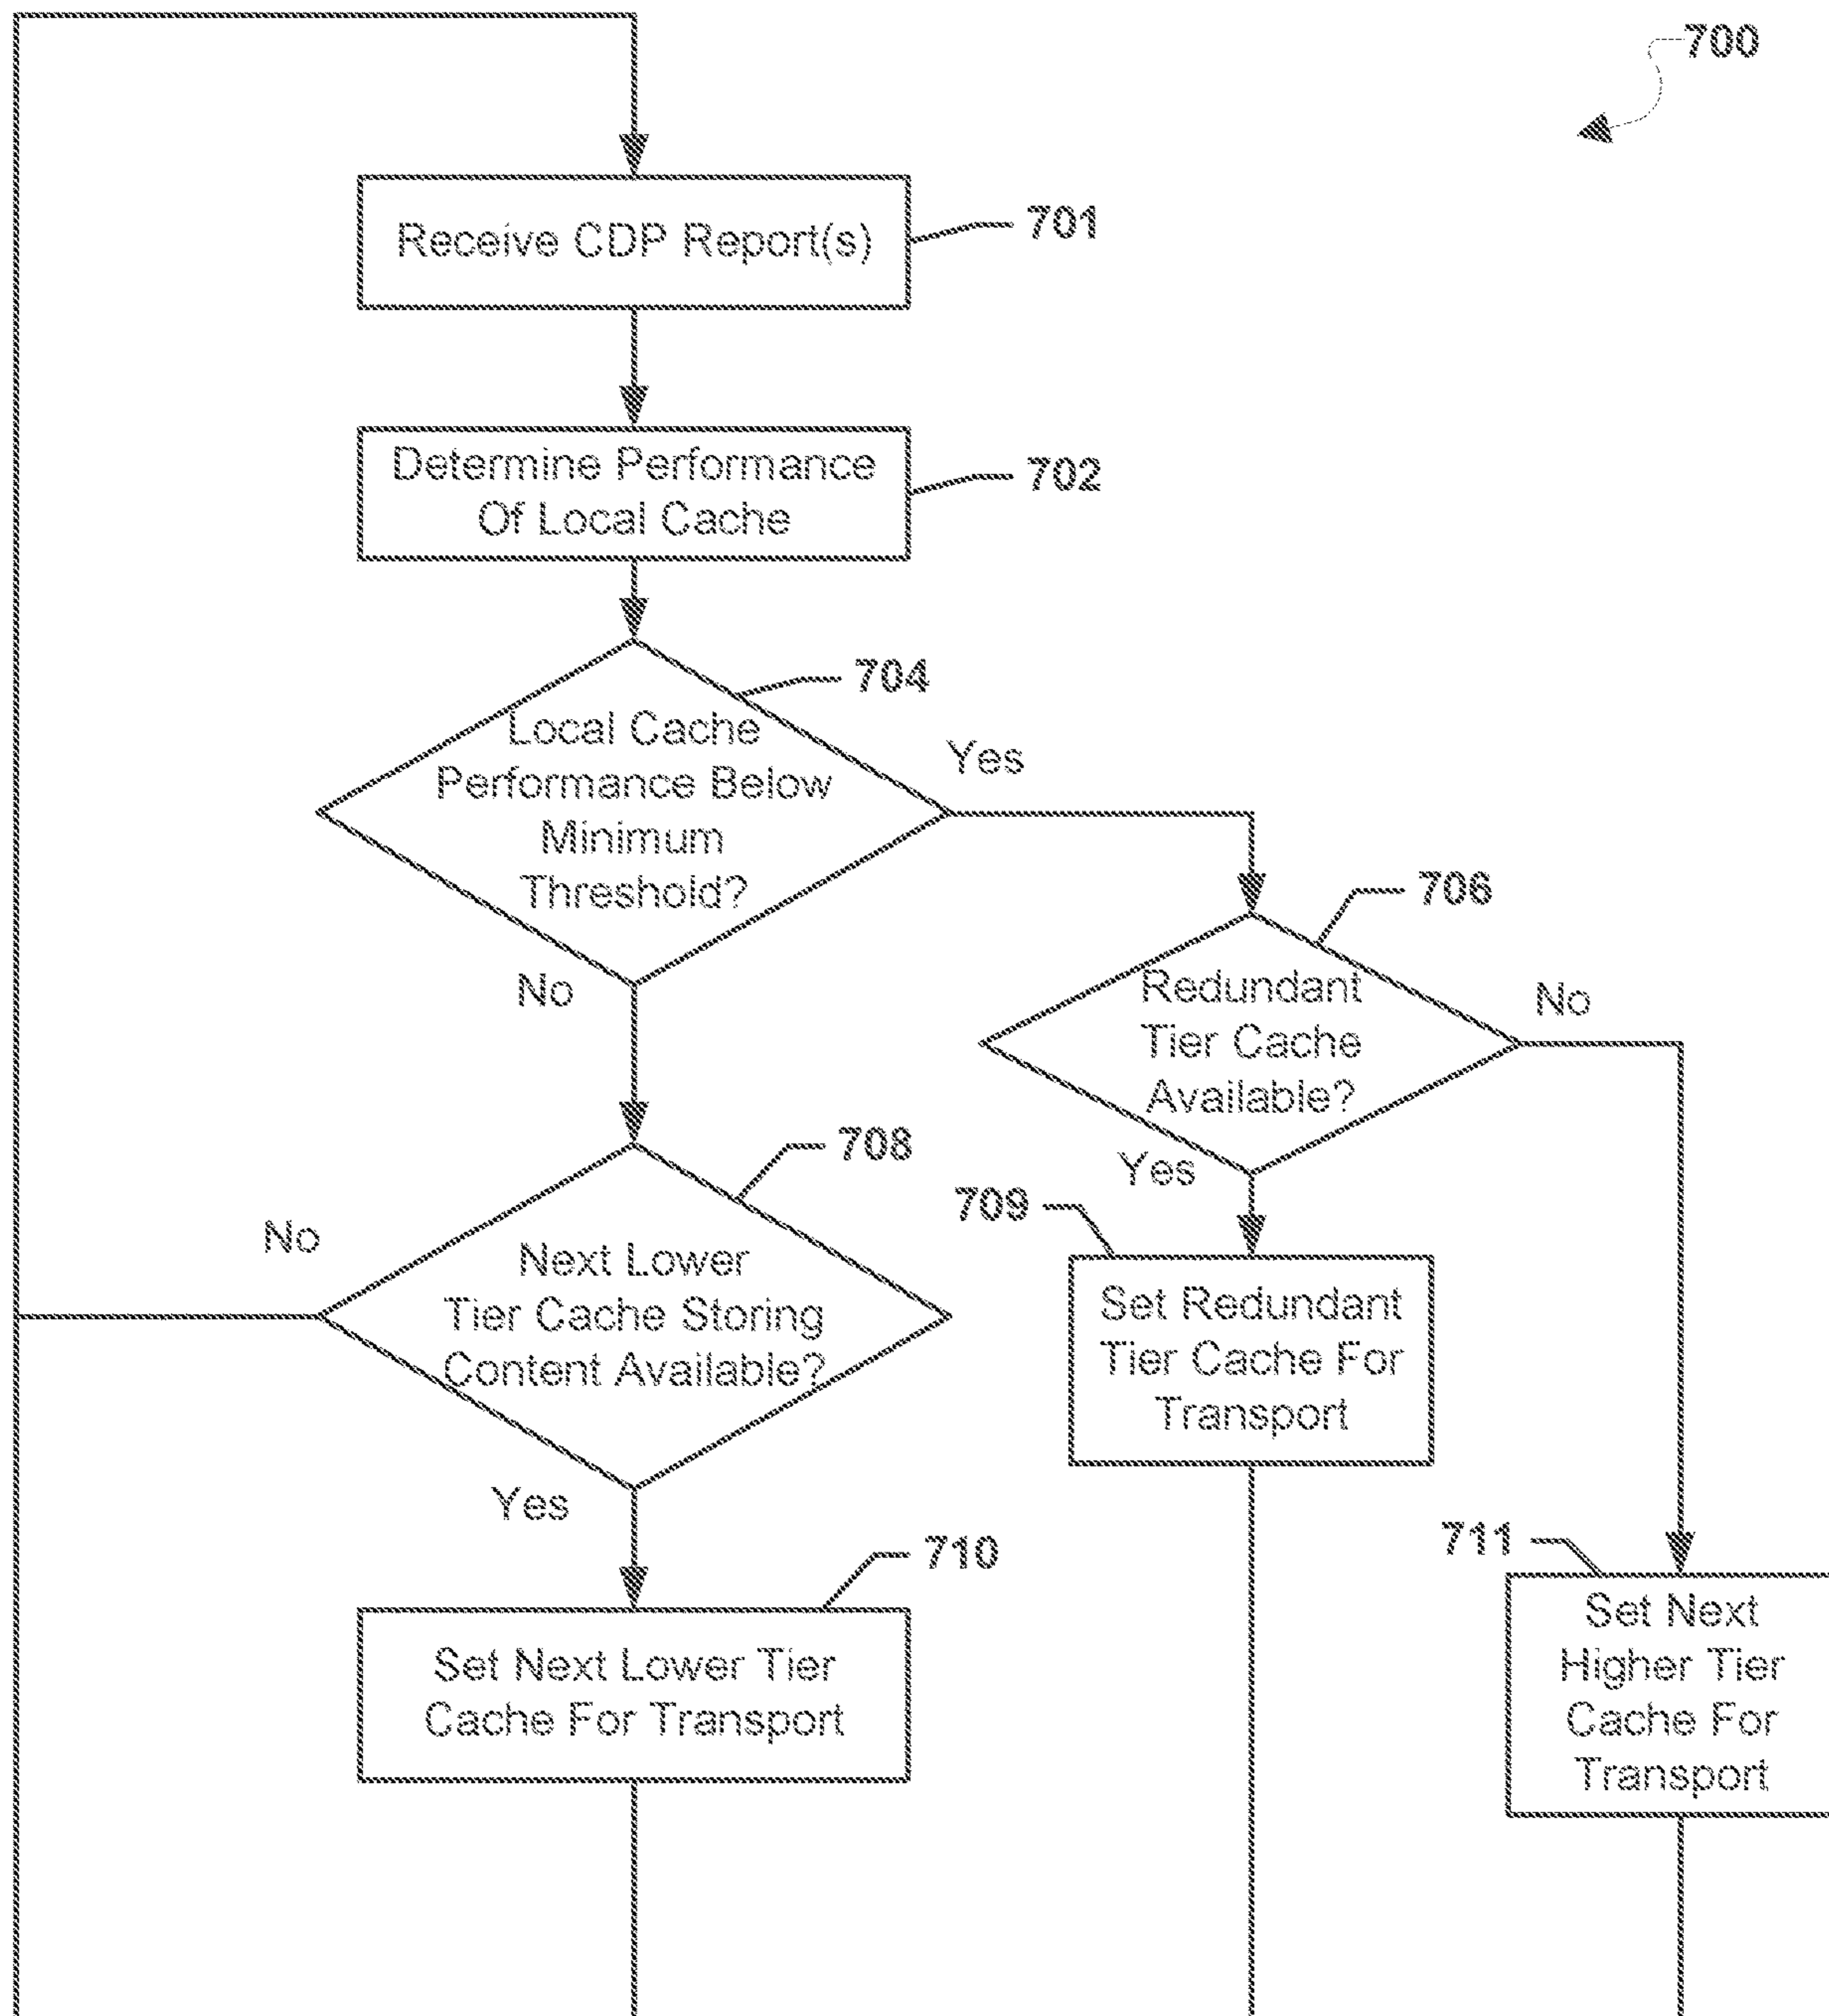 700
Receive CDP Report(s)
701
Determine Performance
Of Local Cache
702
704
Local Cache
Performance Below
Minimum
Threshold?
Yes
No
706
Redundant
Tier Cache
Available?
No
Yes
708
Next Lower
Tier Cache Storing
Content Available?
No
Yes
709
Set Redundant
Tier Cache For
Transport
710
Set Next Lower Tier
Cache For Transport
711
Set Next
Higher Tier
Cache For
Transport